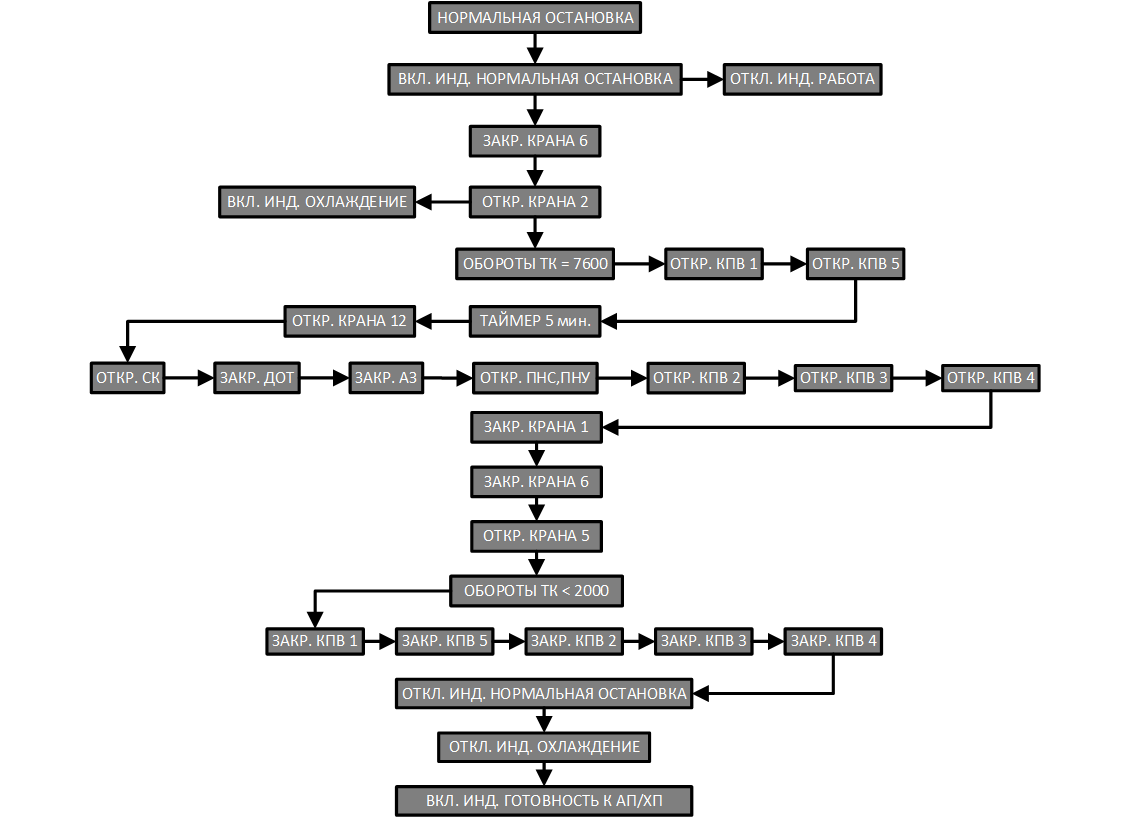 НОРМАЛЬНАЯ ОСТАНОВКА
ВКЛ. ИНД. НОРМАЛЬНАЯ ОСТАНОВКА
ОТКЛ. ИНД. РАБОТА
ЗАКР. КРАНА 6
ВКЛ. ИНД. ОХЛАЖДЕНИЕ
ОТКР. КРАНА 2
ОБОРОТЫ ТК = 7600
ОТКР. КПВ 1
ОТКР. КПВ 5
ОТКР. КРАНА 12
ТАЙМЕР 5 мин.
ОТКР. СК
ЗАКР. ДОТ
ЗАКР. АЗ
ОТКР. ПНС,ПНУ
ОТКР. КПВ 2
ОТКР. КПВ 3
ОТКР. КПВ 4
ЗАКР. КРАНА 1
ЗАКР. КРАНА 6
ОТКР. КРАНА 5
ОБОРОТЫ ТК < 2000
ЗАКР. КПВ 1
ЗАКР. КПВ 5
ЗАКР. КПВ 2
ЗАКР. КПВ 3
ЗАКР. КПВ 4
ОТКЛ. ИНД. НОРМАЛЬНАЯ ОСТАНОВКА
ОТКЛ. ИНД. ОХЛАЖДЕНИЕ
ВКЛ. ИНД. ГОТОВНОСТЬ К АП/ХП